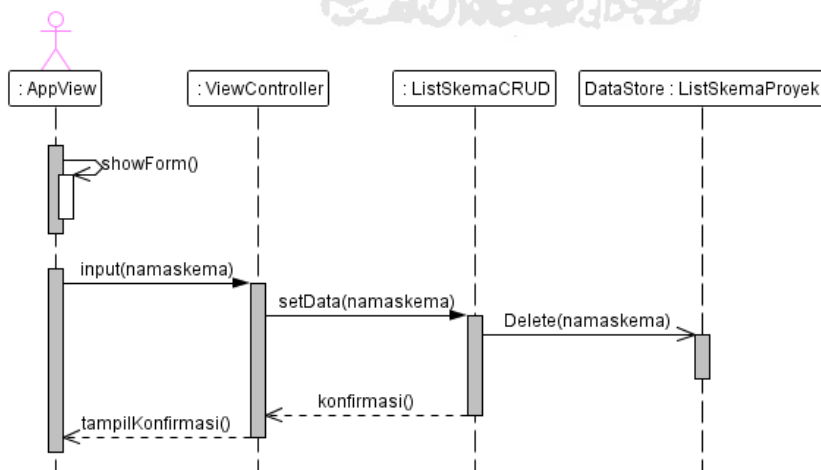 : AppView
: ViewController
: ListSkemaCRUD
DataStore : ListSkemaProyek
showForm()
input(namaskema)
setData(namaskema)
Delete(namaskema)
konfirmasi()
tampilKonfirmasi()